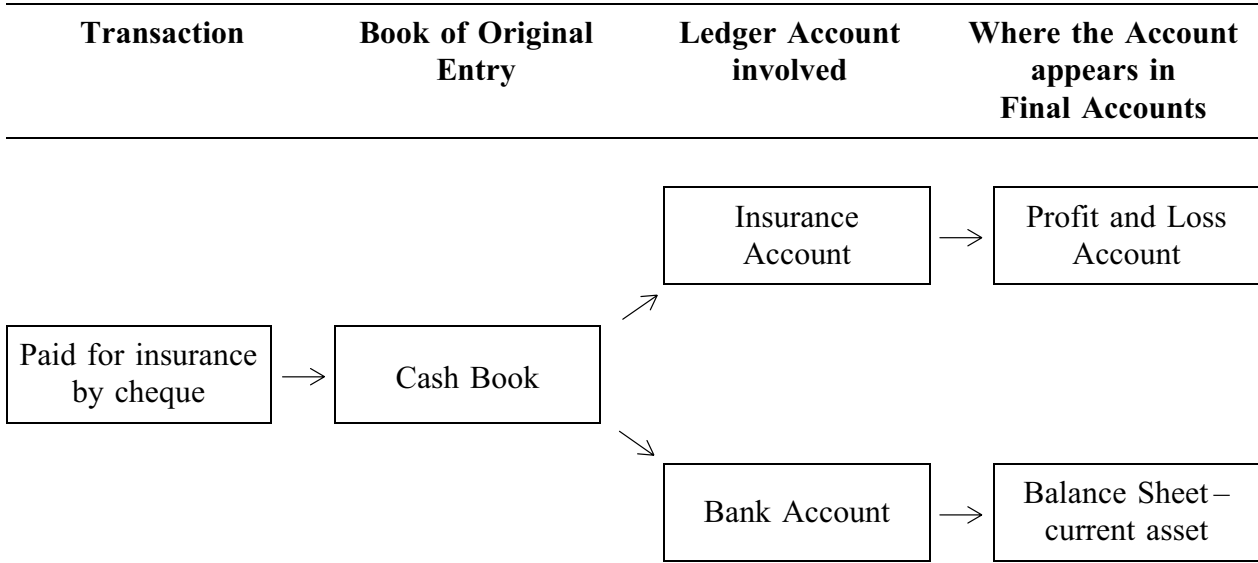 Transaction
Book of Original
Entry
Ledger Account
involved
Where the Account
appears in
Final Accounts
Paid for insurance
by cheque
Cash Book
Insurance
Account
Profit and Loss
Account
Bank Account
Balance Sheet –
current asset